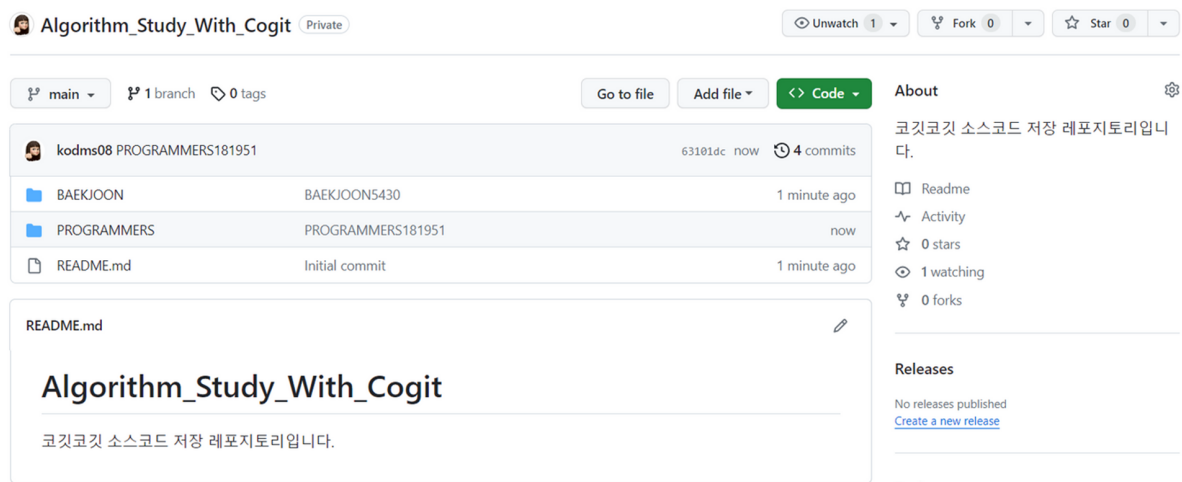 Algorithm_Study_With_Cogit Private Unwatch 1 Fork 0 Star 0
main 1 branch 0 tags Go to file Add file <> Code
kodms08 PROGRAMMERS181951 63101dc now 4 commits
BAEKJOON BAEKJOON5430 1 minute ago
PROGRAMMERS PROGRAMMERS181951 now
README.md Initial commit 1 minute ago
README.md
Algorithm_Study_With_Cogit
코깃코깃 소스코드 저장 레포지토리입니다.
About
코깃코깃 소스코드 저장 레포지토리입니
다.
Readme
Activity
0 stars
1 watching
0 forks
Releases
No releases published
Create a new release